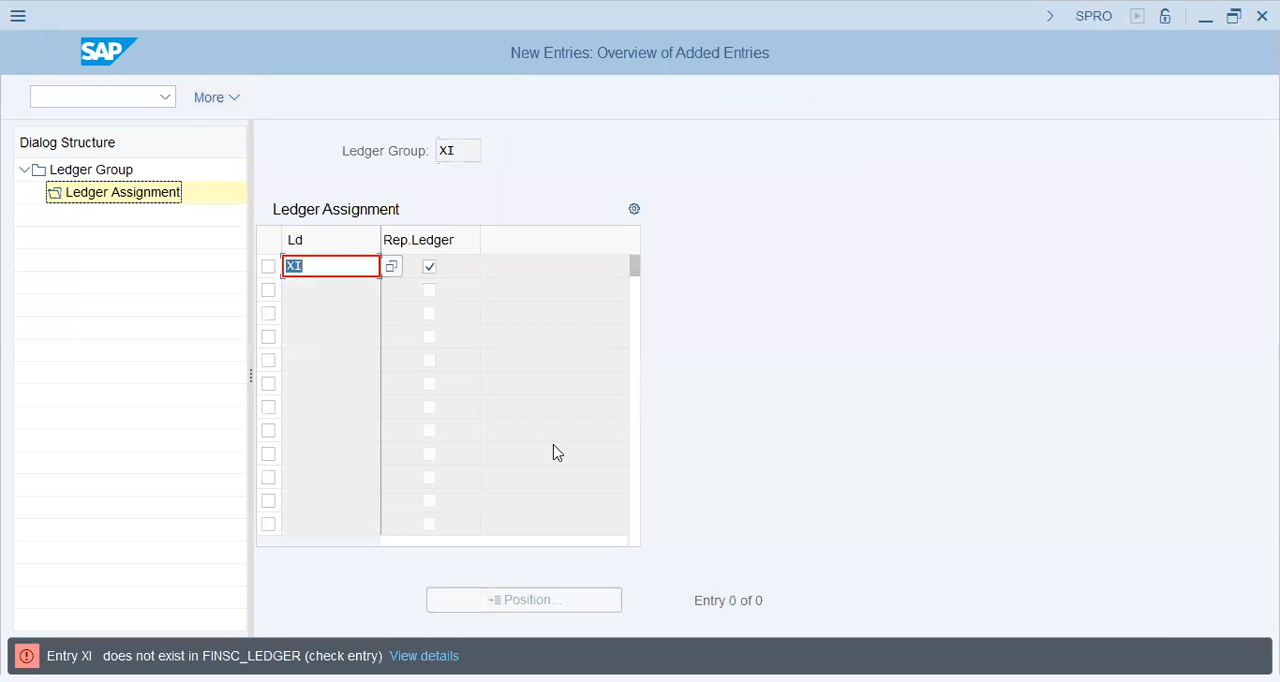 SPRO
SAP
New Entries: Overview of Added Entries
More
Dialog Structure
Ledger Group
Ledger Assignment
Ledger Group: XI
Ledger Assignment
Ld Rep.Ledger
XI
Position...
Entry 0 of 0
Entry XI does not exist in FINSC_LEDGER (check entry) View details